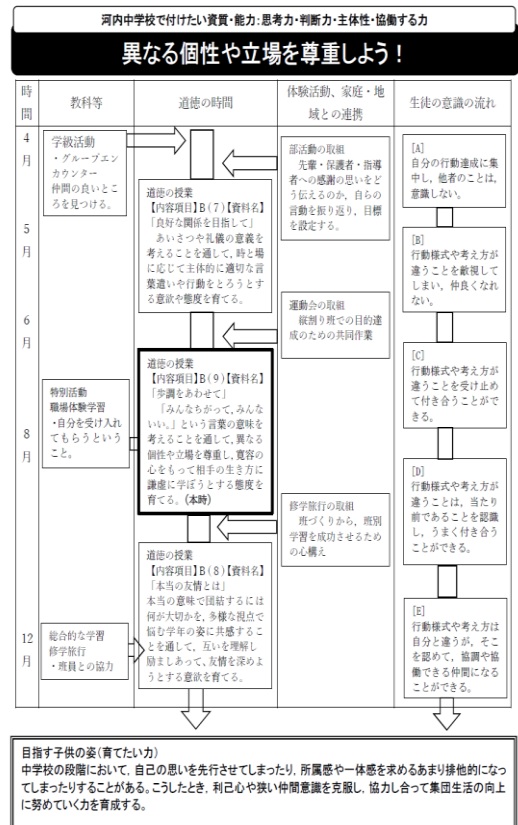 河内中学校で付けたい資質・能力:思考力・判断力・主体性・協働する力
異なる個性や立場を尊重しよう！
時間
教科等
道徳の時間
体験活動、家庭・地域との連携
生徒の意識の流れ
4月
5月
6月
8月
12月
学級活動
・グループエン
カウンター
仲間の良いとこ
ろを見つける。
特別活動
職場体験学習
・自分を受け入れ
てもらうという
こと。
総合的な学習
修学旅行
・班員との協力
道徳の授業
【内容項目】B(7)【資料名】
「良好な関係を目指して」
あいさつや礼儀の意義を
考えることを通して,時と場
に応じて主体的に適切な言
葉遣いや行動をとろうとす
る意欲や態度を育てる。
道徳の授業
【内容項目】B(9)【資料名】
「歩調をあわせて」
「みんなちがって,みんな
いい。」という言葉の意味を
考えることを通して,異なる
個性や立場を尊重し,寛容の
心をもって相手の生き方に
謙虚に学ぼうとする態度を
育てる。(本時)
道徳の授業
【内容項目】B(8)【資料名】
「本当の友情とは」
本当の意味で団結するには
何が大切かを,多様な視点で
悩む学年の姿に共感するこ
とを通して,互いを理解し
励ましあって,友情を深めよ
うとする意欲を育てる。
部活動の取組
先輩・保護者・指導
者への感謝の思いをど
う伝えるのか,自らの
言動を振り返り,目標
を設定する。
運動会の取組
縦割り班での目的達
成のための共同作業
修学旅行の取組
班づくりから,班別
学習を成功させるため
の心構え
[A]
自分の行動達成に集
中し,他者のことは,
意識しない。
[B]
行動様式や考え方が
違うことを敵視して
しまい,仲良くなれ
ない。
[C]
行動様式や考え方が
違うことを受け止め
て付き合うことがで
きる。
[D]
行動様式や考え方が
違うことは,当たり
前であることを認識
し,うまく付き合う
ことができる。
[E]
行動様式や考え方は
自分と違うが,そこ
を認めて,協調や協
働できる仲間になる
ことができる。
目指す子供の姿(育てたい力)
中学校の段階において,自己の思いを先行させてしまったり,所属感や一体感を求めるあまり排他的になっ
てしまったりすることがある。こうしたとき,利己心や狭い仲間意識を克服し,協力し合って集団生活の向上
に努めていく力を育成する。